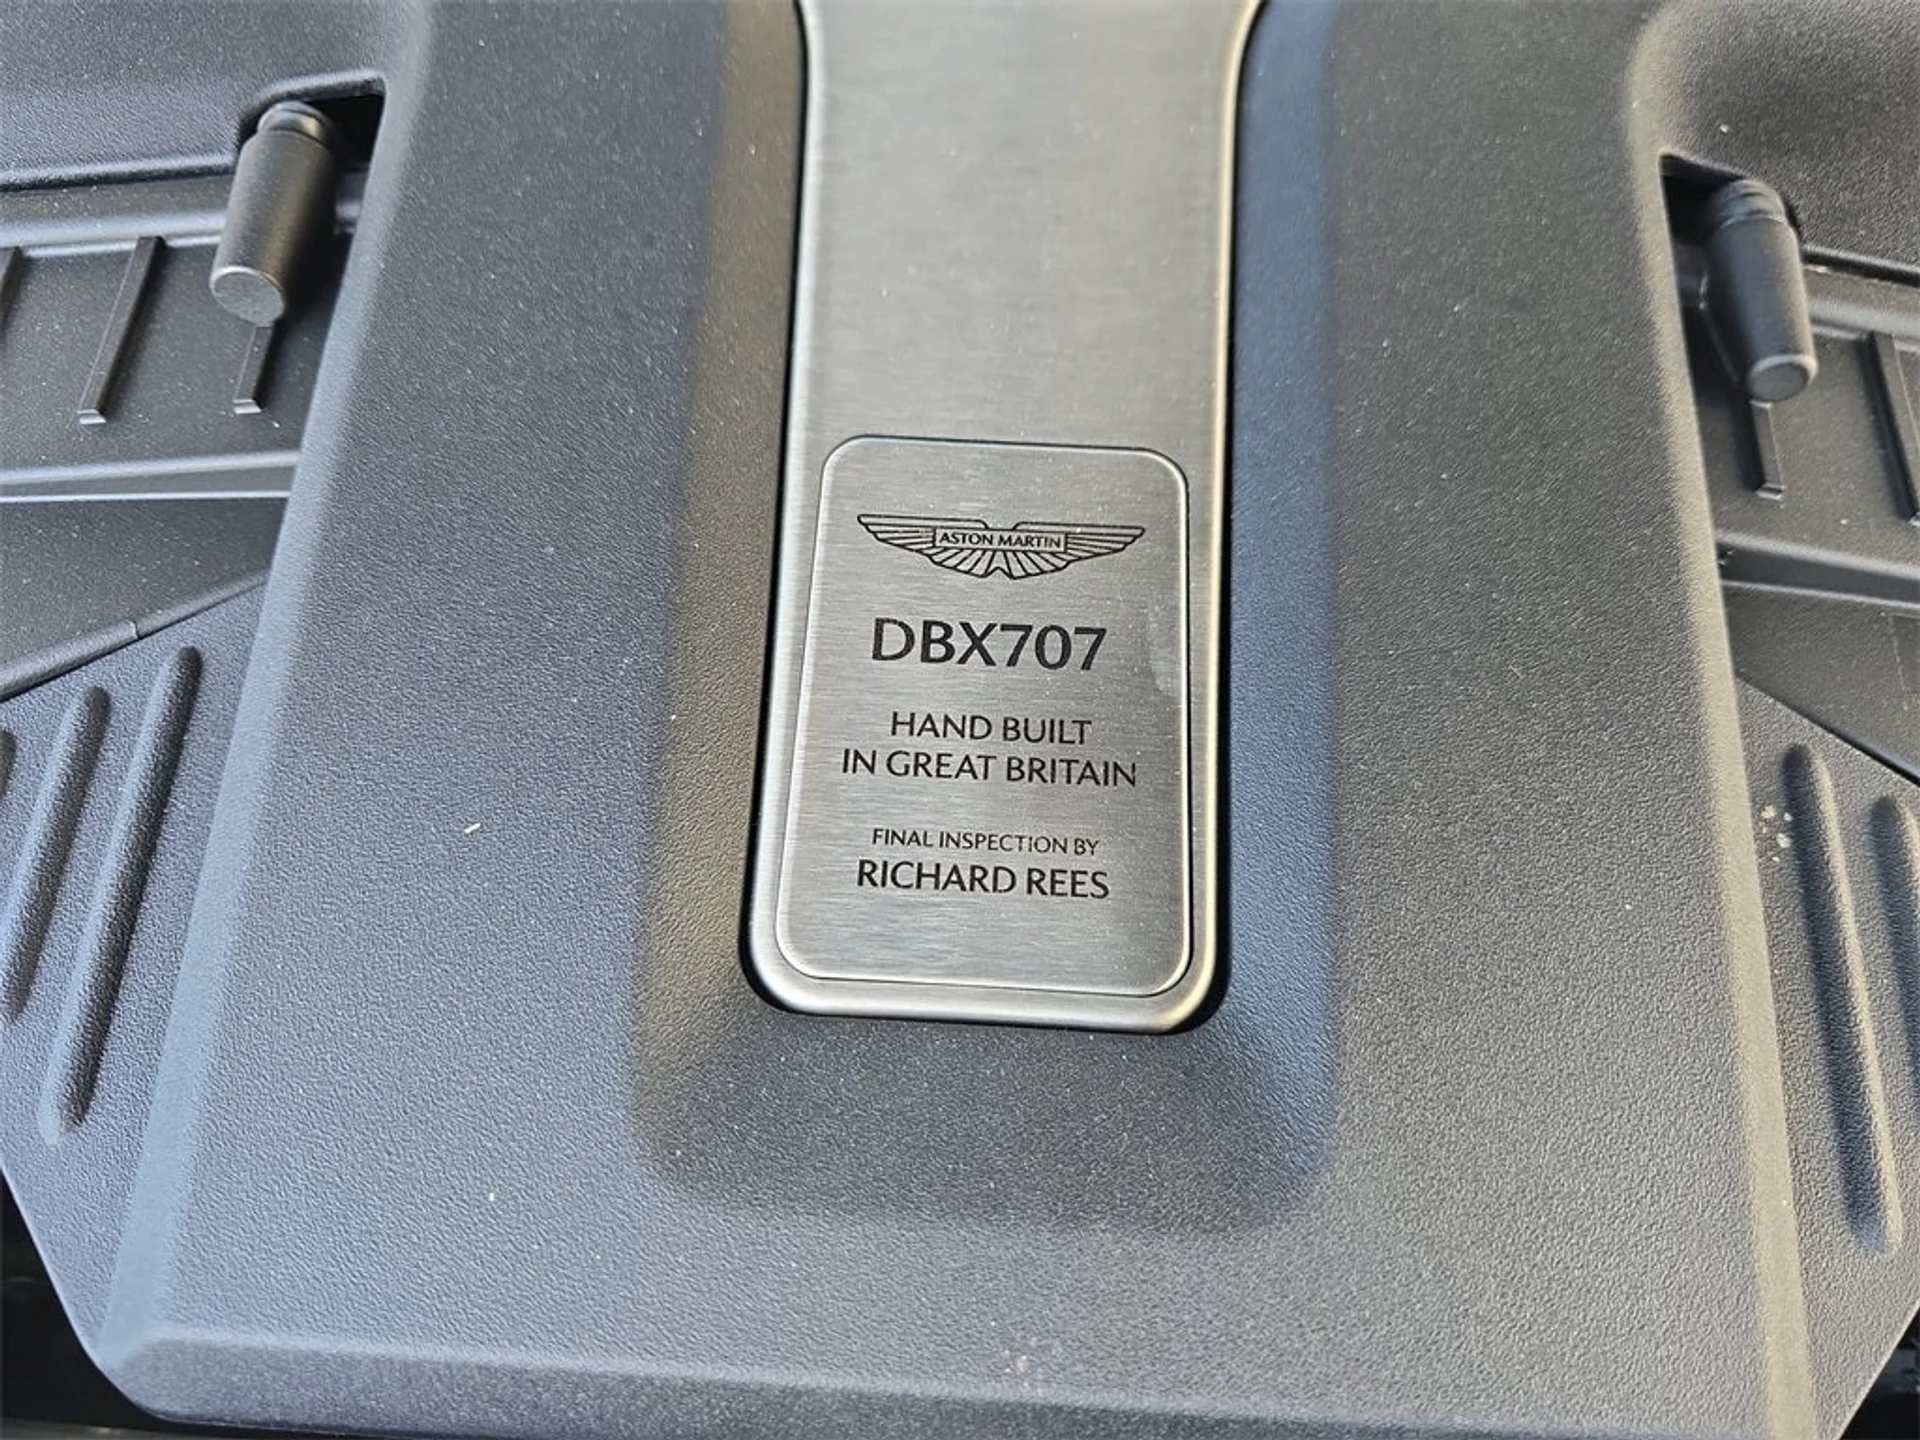 ASTON MARTIN
DBX707
HAND BUILT
IN GREAT BRITAIN
FINAL INSPECTION BY
RICHARD REES